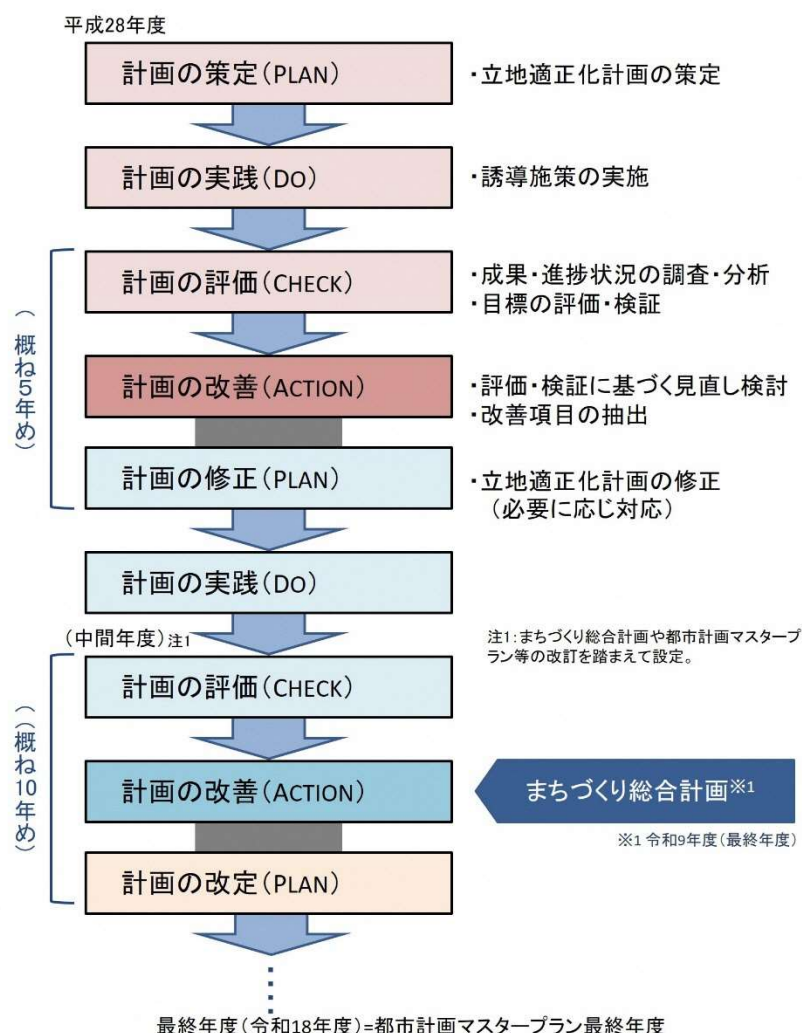 平成28年度
計画の策定(PLAN)
・立地適正化計画の策定
計画の実践(DO)
・誘導施策の実施
(概ね5年め)
計画の評価(CHECK)
・成果・進捗状況の調査・分析
・目標の評価・検証
計画の改善(ACTION)
・評価・検証に基づく見直し検討
・改善項目の抽出
計画の修正(PLAN)
・立地適正化計画の修正
(必要に応じ対応)
計画の実践(DO)
(中間年度)注1
注1:まちづくり総合計画や都市計画マスタープ
ラン等の改訂を踏まえて設定。
((概ね10年め)
計画の評価(CHECK)
計画の改善(ACTION)
まちづくり総合計画※1
※1 令和9年度(最終年度)
計画の改定(PLAN)
最終年度(令和18年度)=都市計画マスタープラン最終年度